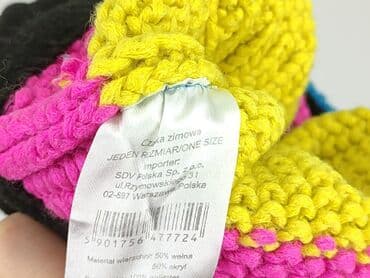 Czapka zimowa
JEDEN ROZMIAR/ONE SIZE
Importer:
SDV Polska Sp. z o.o.
ul.Rzymowskiego 31
02-697 Warszawa Polska
5 901756 477724
Materiał wierzchni: 50% wełna
50% akryl
100%